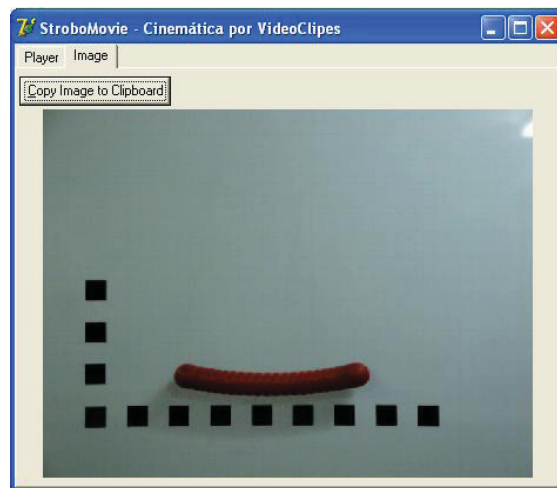 StroboMovie - Cinemática por VideoClipes
Player Image
Copy Image to Clipboard